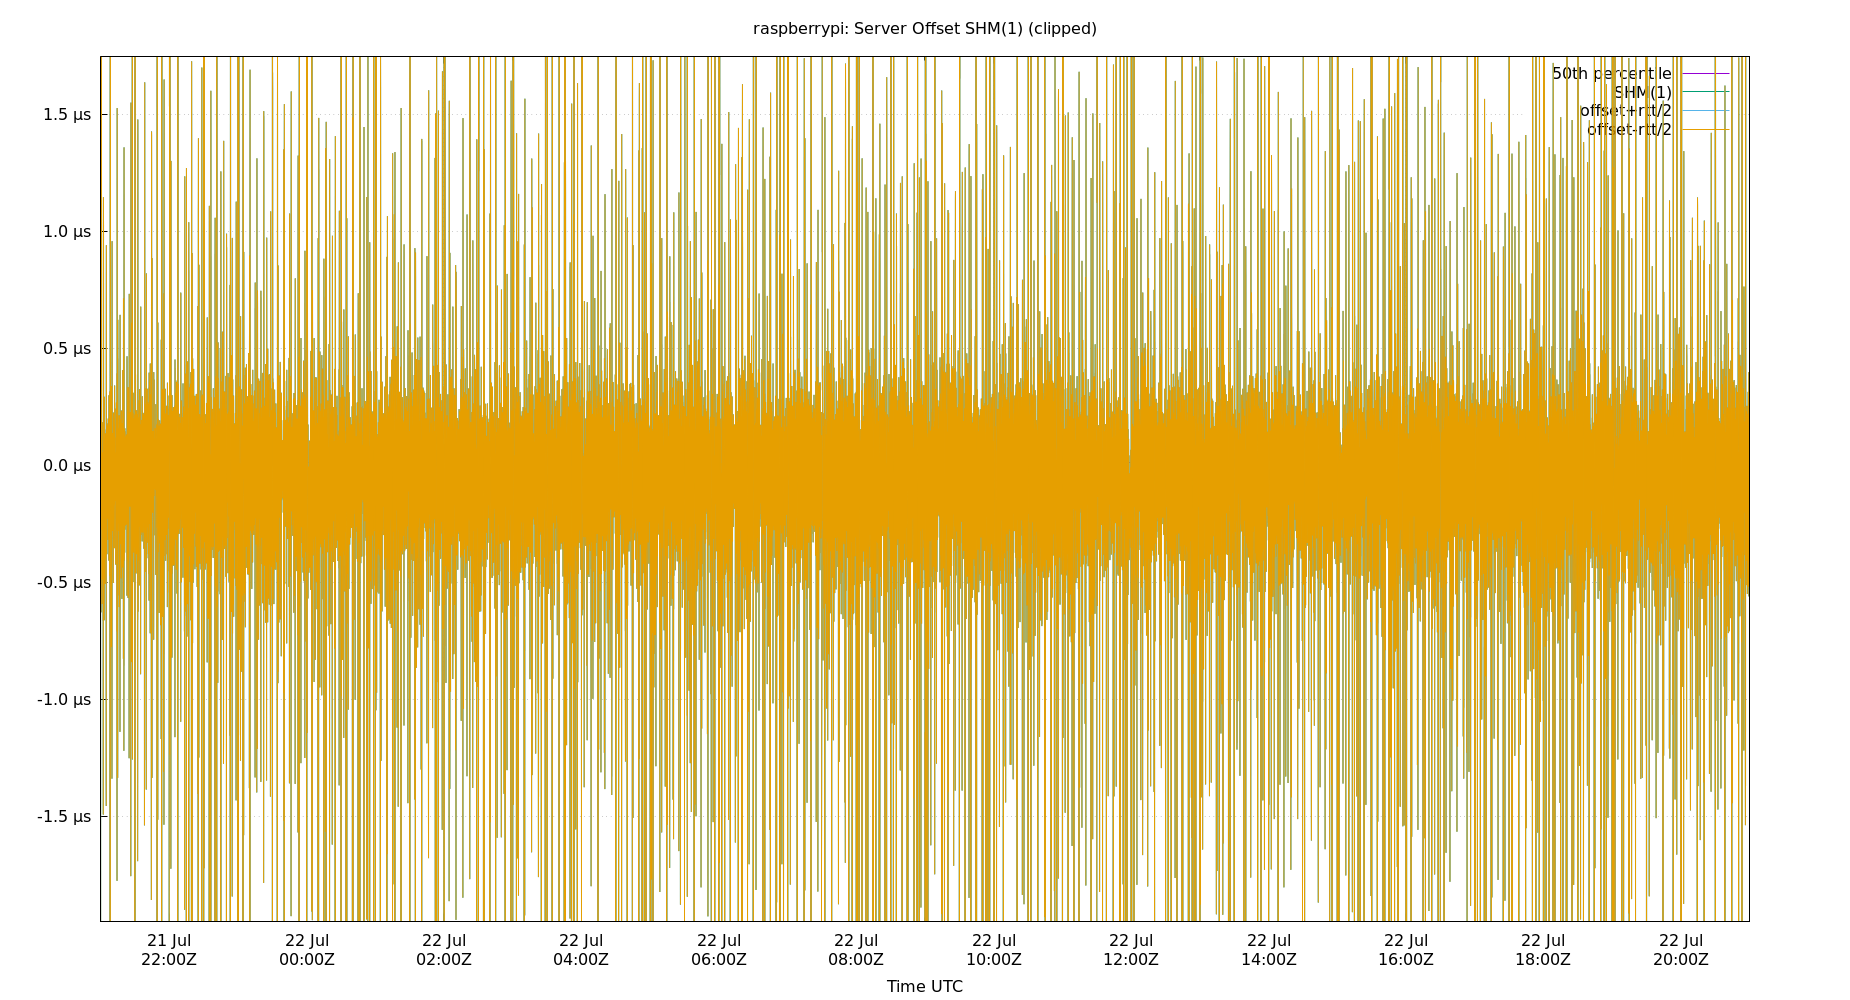 raspberrypi: Server Offset SHM(1) (clipped)
50th percentile
SHM(1)
offset+rtt/2
offset-rtt/2
1.5 µs
1.0 µs
0.5 µs
0.0 µs
-0.5 µs
-1.0 µs
-1.5 µs
21 Jul 22 Jul 22 Jul 22 Jul 22 Jul 22 Jul 22 Jul 22 Jul 22 Jul 22 Jul 22 Jul 22 Jul
22:00Z 00:00Z 02:00Z 04:00Z 06:00Z 08:00Z 10:00Z 12:00Z 14:00Z 16:00Z 18:00Z 20:00Z
Time UTC